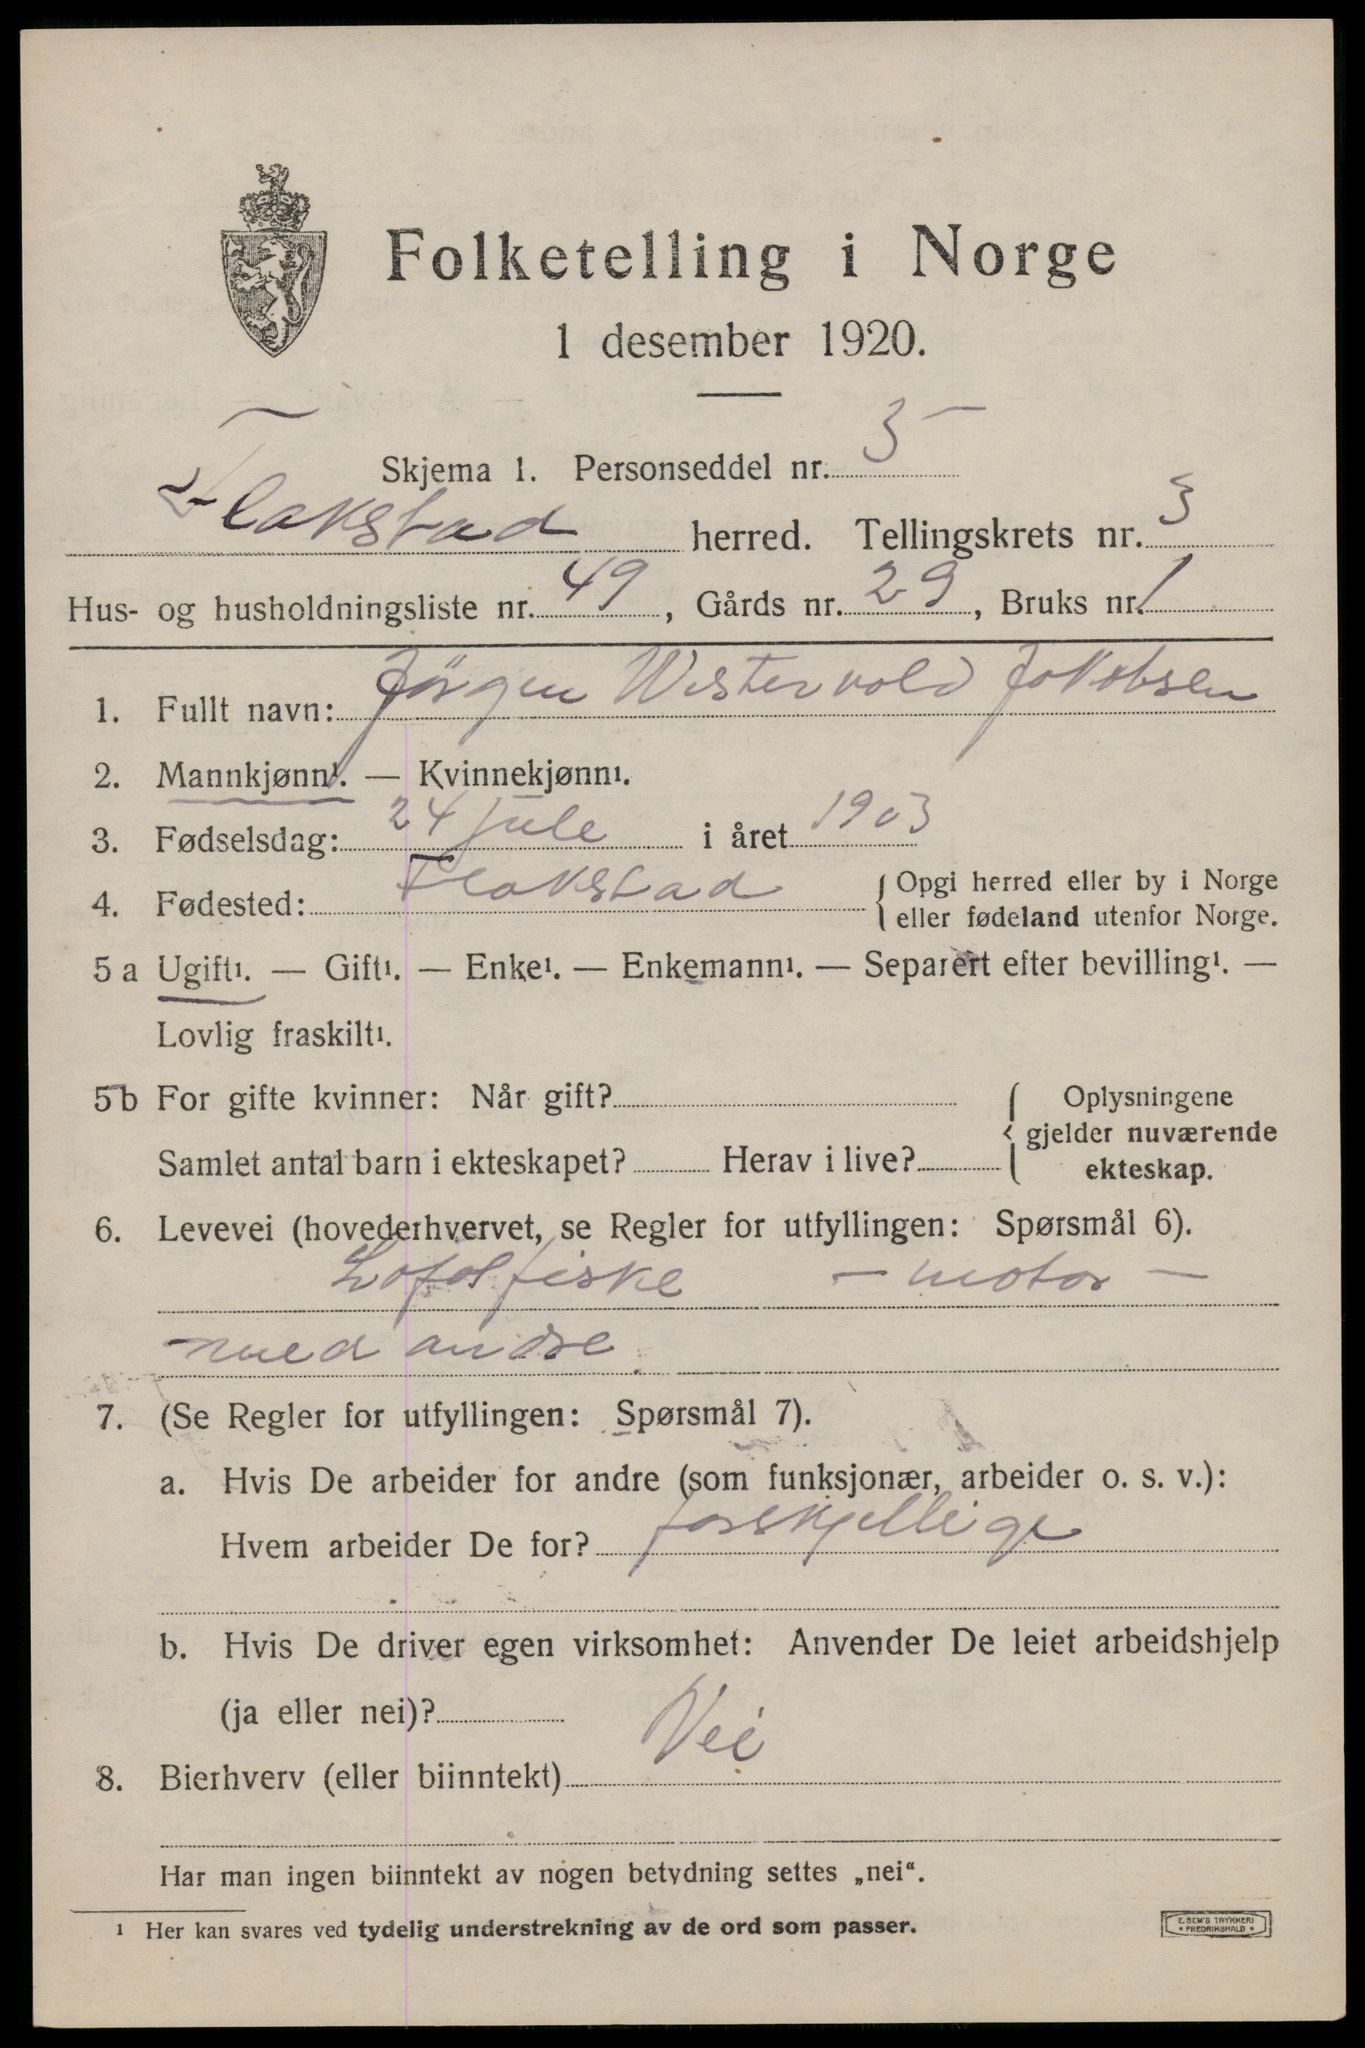 Folketelling i Norge
1 desember 1920.
Skjema 1. Personseddel nr. 5
Flakstad herred. Tellingskrets nr. 3
Hus- og husholdningsliste nr. 49, Gårds nr. 29, Bruks nr. 1
1. Fullt navn: Jörgen Westervold Jakobsen
2. Mannkjønn¹. — Kvinnekjønn¹.
3. Fødselsdag: 24 Jule i året 1903
4. Fødested: Flakstad { Opgi herred eller by i Norge
eller fødeland utenfor Norge.
5 a Ugift¹. — Gift¹. — Enke¹. — Enkemann¹. — Separert efter bevilling¹. —
Lovlig fraskilt¹.
5 b For gifte kvinner: Når gift? { Oplysningene
gjelder nuværende
Samlet antal barn i ekteskapet? Herav i live? ekteskap.
6. Levevei (hovederhvervet, se Regler for utfyllingen: Spørsmål 6).
Lofotfiske - motor -
med andre.
7. (Se Regler for utfyllingen: Spørsmål 7).
a. Hvis De arbeider for andre (som funksjonær, arbeider o. s. v.):
Hvem arbeider De for? forskjellige
b. Hvis De driver egen virksomhet: Anvender De leiet arbeidshjelp
(ja eller nei)?
8. Bierhverv (eller biinntekt) Nei
Har man ingen biinntekt av nogen betydning settes „nei“.
¹ Her kan svares ved tydelig understrekning av de ord som passer.
E. SEM'S TRYKKERI
• FREDRIKSHALD •